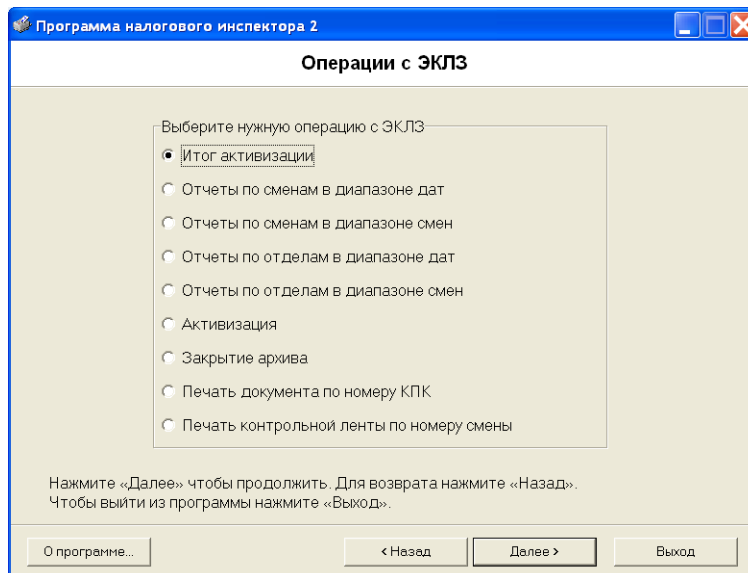 Программа налогового инспектора 2
Операции с ЭКЛЗ
Выберите нужную операцию с ЭКЛЗ
Итог активизации
Отчеты по сменам в диапазоне дат
Отчеты по сменам в диапазоне смен
Отчеты по отделам в диапазоне дат
Отчеты по отделам в диапазоне смен
Активизация
Закрытие архива
Печать документа по номеру КПК
Печать контрольной ленты по номеру смены
Нажмите «Далее» чтобы продолжить. Для возврата нажмите «Назад».
Чтобы выйти из программы нажмите «Выход».
О программе...
< Назад
Далее >
Выход